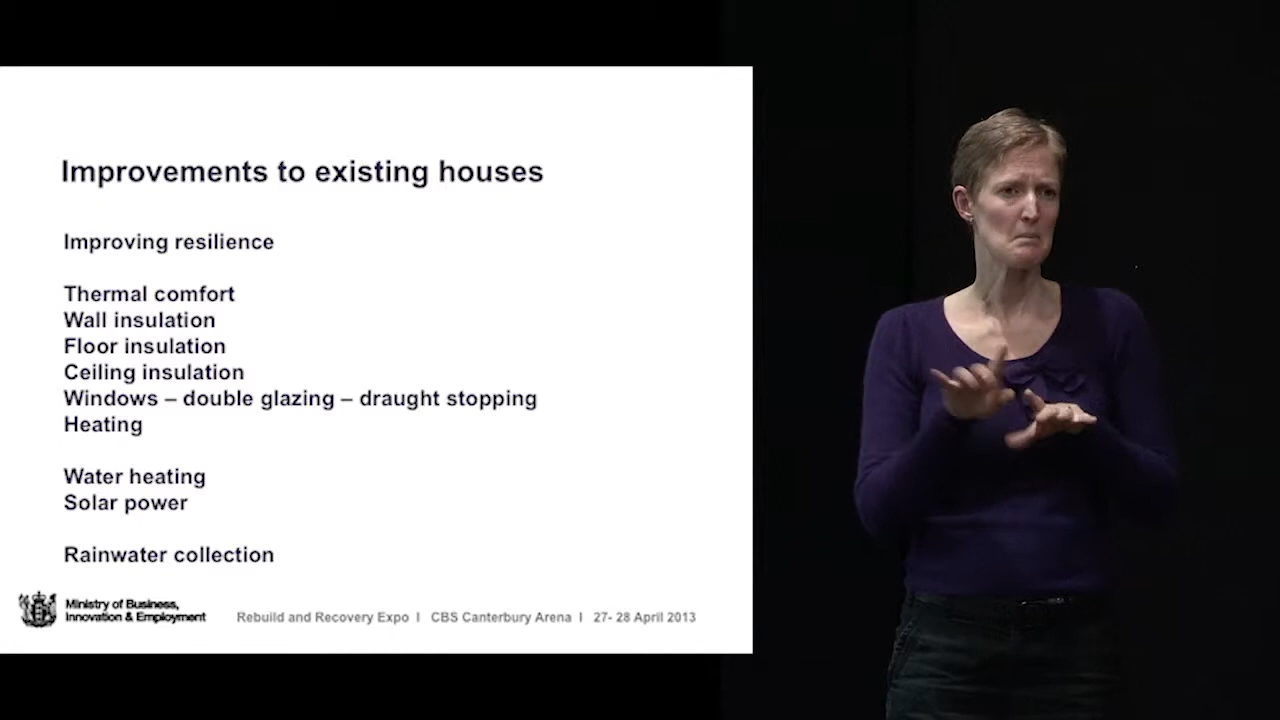 Improvements to existing houses
Improving resilience
Thermal comfort
Wall insulation
Floor insulation
Ceiling insulation
Windows – double glazing – draught stopping
Heating
Water heating
Solar power
Rainwater collection
Ministry of Business,
Innovation & Employment
Rebuild and Recovery Expo I CBS Canterbury Arena I 27- 28 April 2013